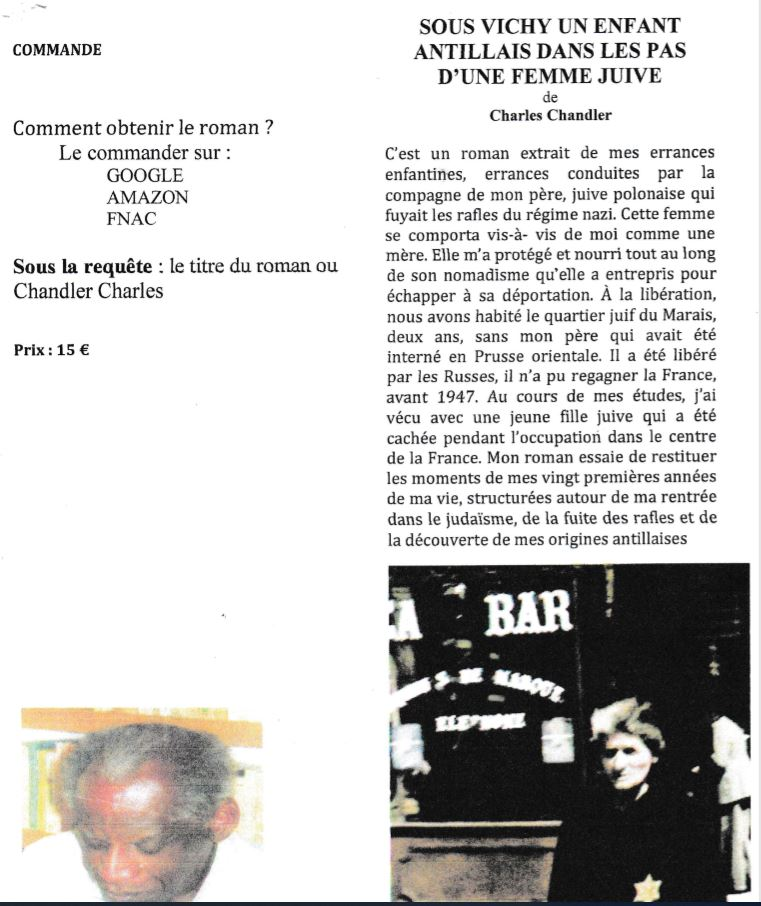 COMMANDE
Comment obtenir le roman ?
Le commander sur :
GOOGLE
AMAZON
FNAC
Sous la requête : le titre du roman ou
Chandler Charles
Prix : 15 €
SOUS VICHY UN ENFANT
ANTILLAIS DANS LES PAS
D’UNE FEMME JUIVE
de
Charles Chandler
C’est un roman extrait de mes errances
enfantines, errances conduites par la
compagne de mon père, juive polonaise qui
fuyait les rafles du régime nazi. Cette femme
se comporta vis-à- vis de moi comme une
mère. Elle m’a protégé et nourri tout au long
de son nomadisme qu’elle a entrepris pour
échapper à sa déportation. À la libération,
nous avons habité le quartier juif du Marais,
deux ans, sans mon père qui avait été
interné en Prusse orientale. Il a été libéré
par les Russes, il n’a pu regagner la France,
avant 1947. Au cours de mes études, j’ai
vécu avec une jeune fille juive qui a été
cachée pendant l’occupation dans le centre
de la France. Mon roman essaie de restituer
les moments de mes vingt premières années
de ma vie, structurées autour de ma rentrée
dans le judaïsme, de la fuite des rafles et de
la découverte de mes origines antillaises
BAR
DE MARQUE